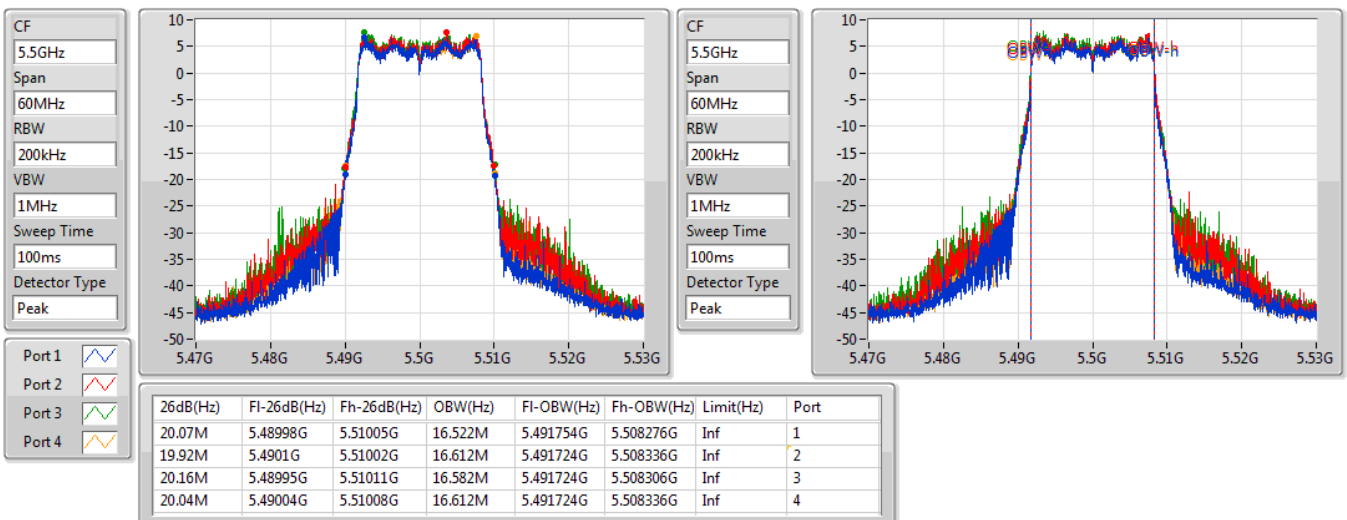 CF
5.5GHz
Span
60MHz
RBW
200kHz
VBW
1MHz
Sweep Time
100ms
Detector Type
Peak
10
5
0
-5
-10
-15
-20
-25
-30
-35
-40
-45
-50
5.47G 5.48G 5.49G 5.5G 5.51G 5.52G 5.53G
CF
5.5GHz
Span
60MHz
RBW
200kHz
VBW
1MHz
Sweep Time
100ms
Detector Type
Peak
10
5
0
-5
-10
-15
-20
-25
-30
-35
-40
-45
-50
OBW-h
5.47G 5.48G 5.49G 5.5G 5.51G 5.52G 5.53G
Port 1
Port 2
Port 3
Port 4
26dB(Hz) Fl-26dB(Hz) Fh-26dB(Hz) OBW(Hz) Fl-OBW(Hz) Fh-OBW(Hz) Limit(Hz) Port
20.07M 5.48998G 5.51005G 16.522M 5.491754G 5.508276G Inf 1
19.92M 5.4901G 5.51002G 16.612M 5.491724G 5.508336G Inf 2
20.16M 5.48995G 5.51011G 16.582M 5.491724G 5.508306G Inf 3
20.04M 5.49004G 5.51008G 16.612M 5.491724G 5.508336G Inf 4